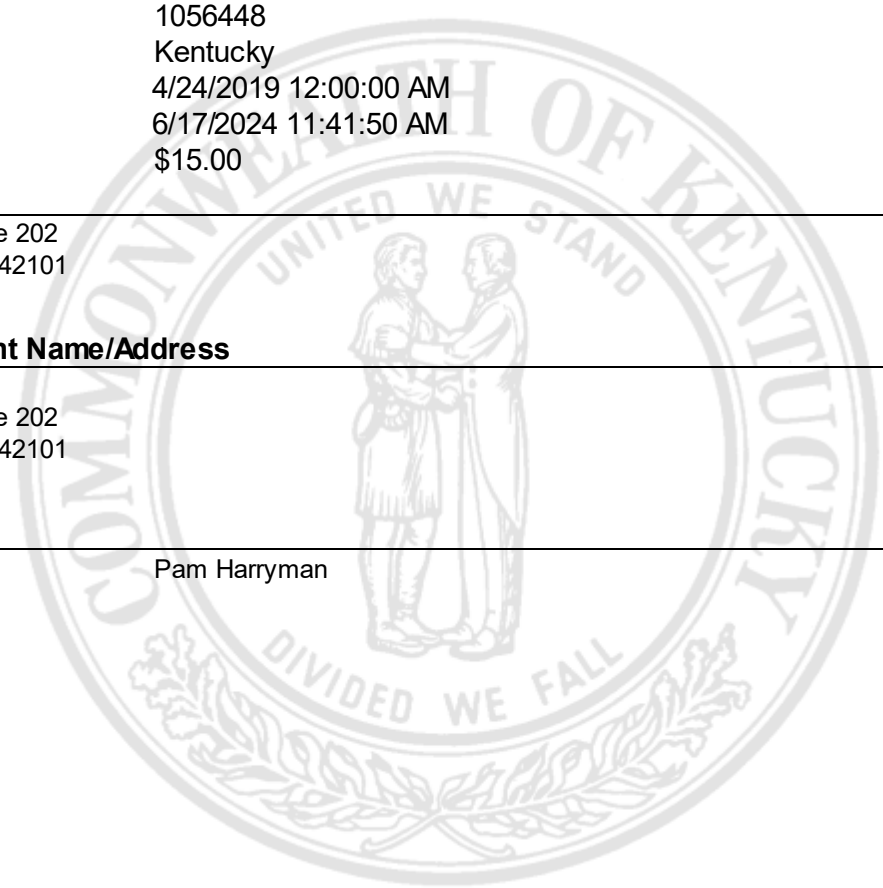 1056448
Kentucky
4/24/2019 12:00:00 AM
6/17/2024 11:41:50 AM
$15.00
e 202
42101
nt Name/Address
e 202
42101
Pam Harryman
COMMONWEALTH OF KENTUCKY
UNITED WE STAND
DIVIDED WE FALL